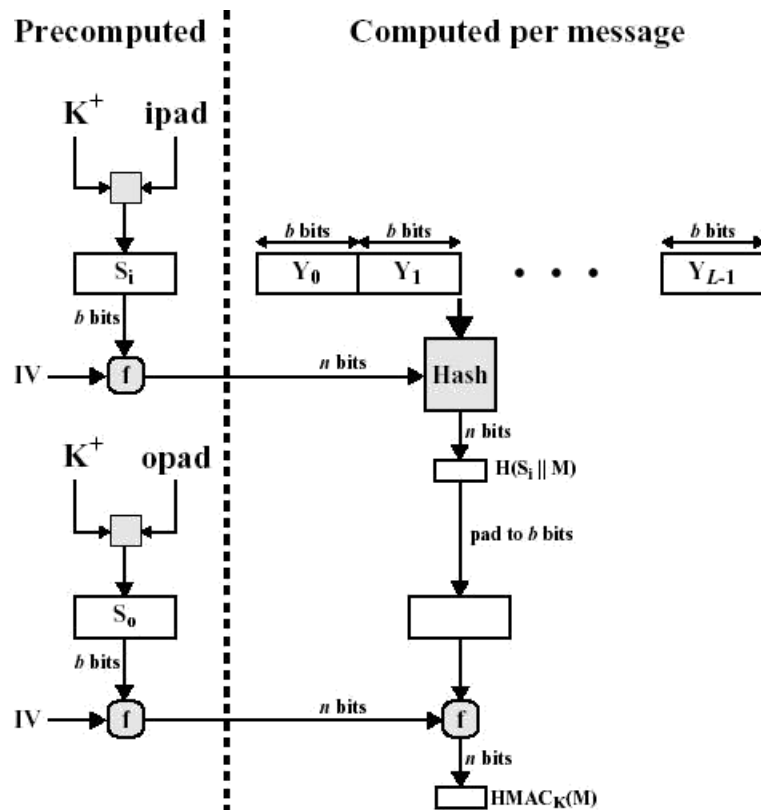 Precomputed
Computed per message
K+ ipad
b bits b bits b bits
Si
Y0 Y1 • • • YL-1
b bits
IV f n bits Hash
n bits
K+ opad
H(Si || M)
pad to b bits
So
b bits
IV f n bits f
n bits
HMACK(M)